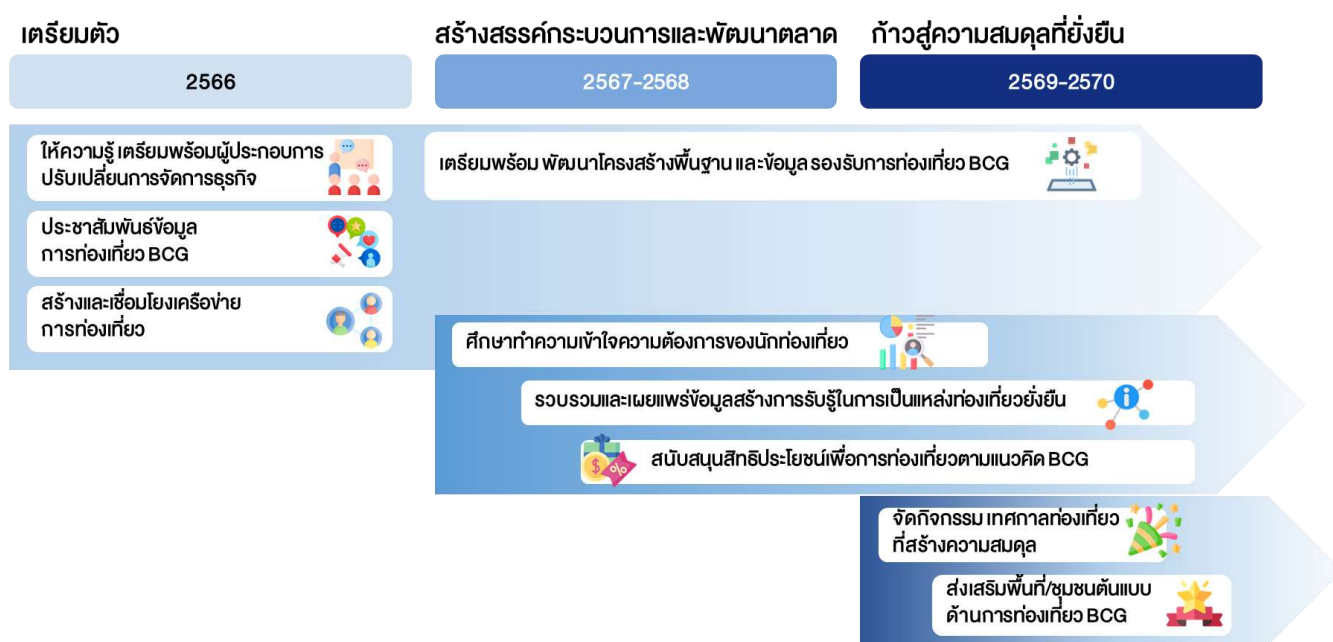 เตรียมตัว
สร้างสรรค์กระบวนการและพัฒนาตลาด
ก้าวสู่ความสมดุลที่ยั่งยืน
2566
2567-2568
2569-2570
ให้ความรู้ เตรียมพร้อมผู้ประกอบการ
ปรับเปลี่ยนการจัดการธุรกิจ
เตรียมพร้อม พัฒนาโครงสร้างพื้นฐาน และข้อมูล รองรับการท่องเที่ยว BCG
ประชาสัมพันธ์ข้อมูล
การท่องเที่ยว BCG
สร้างและเชื่อมโยงเครือข่าย
การท่องเที่ยว
ศึกษาทำความเข้าใจความต้องการของนักท่องเที่ยว
รวบรวมและเผยแพร่ข้อมูลสร้างการรับรู้ในการเป็นแหล่งท่องเที่ยวยั่งยืน
สนับสนุนสิทธิประโยชน์เพื่อการท่องเที่ยวตามแนวคิด BCG
จัดกิจกรรม เทศกาลท่องเที่ยว
ที่สร้างความสมดุล
ส่งเสริมพื้นที่/ชุมชนต้นแบบ
ด้านการท่องเที่ยว BCG